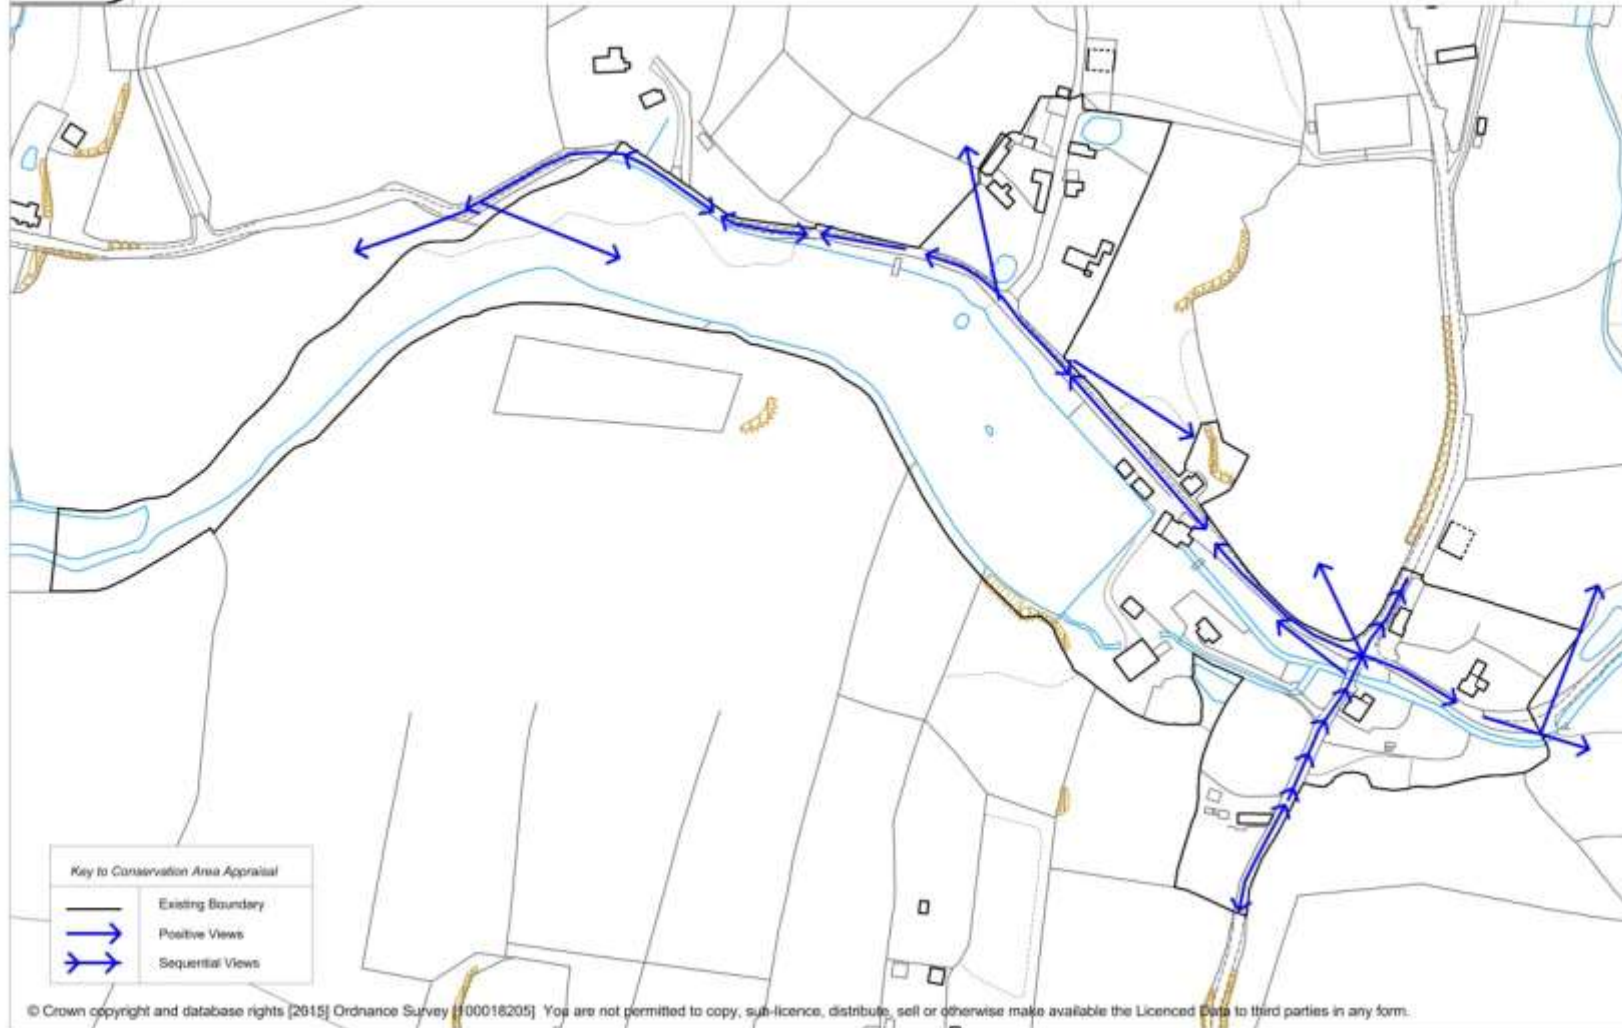 Key to Conservation Area Appraisal
Existing Boundary
Positive Views
Sequential Views
© Crown copyright and database rights [2015] Ordnance Survey [100018205] You are not permitted to copy, sub-licence, distribute, sell or otherwise make available the Licenced Data to third parties in any form.